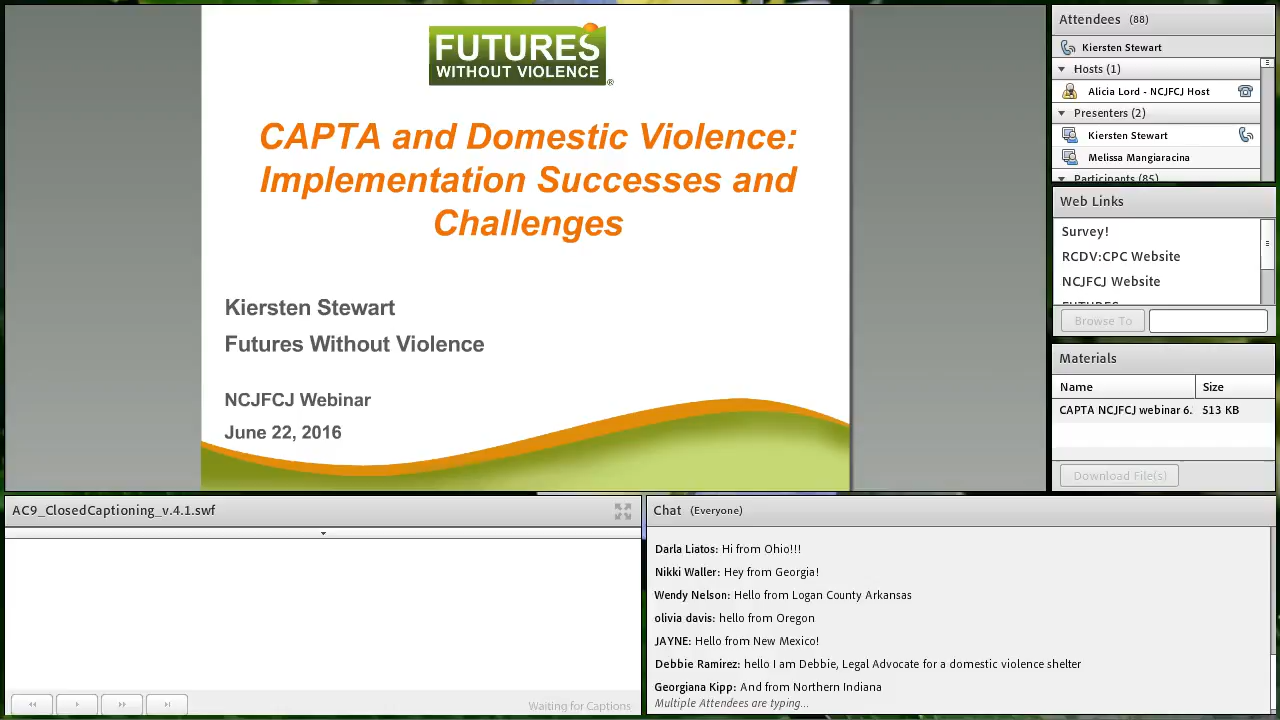 FUTURES
WITHOUT VIOLENCE
®
CAPTA and Domestic Violence:
Implementation Successes and
Challenges
Kiersten Stewart
Futures Without Violence
NCJFCJ Webinar
June 22, 2016
Attendees (88)
Kiersten Stewart
Hosts (1)
Alicia Lord - NCJFCJ Host
Presenters (2)
Kiersten Stewart
Melissa Mangiaracina
Participants (85)
Web Links
Survey!
RCDV:CPC Website
NCJFCJ Website
FUTURES
Browse To
Materials
Name Size
CAPTA NCJFCJ webinar 6. 513 KB
Download File(s)
AC9_ClosedCaptioning_v.4.1.swf
Waiting for Captions
Chat (Everyone)
Darla Liatos: Hi from Ohio!!!
Nikki Waller: Hey from Georgia!
Wendy Nelson: Hello from Logan County Arkansas
olivia davis: hello from Oregon
JAYNE: Hello from New Mexico!
Debbie Ramirez: hello I am Debbie, Legal Advocate for a domestic violence shelter
Georgiana Kipp: And from Northern Indiana
Multiple Attendees are typing...